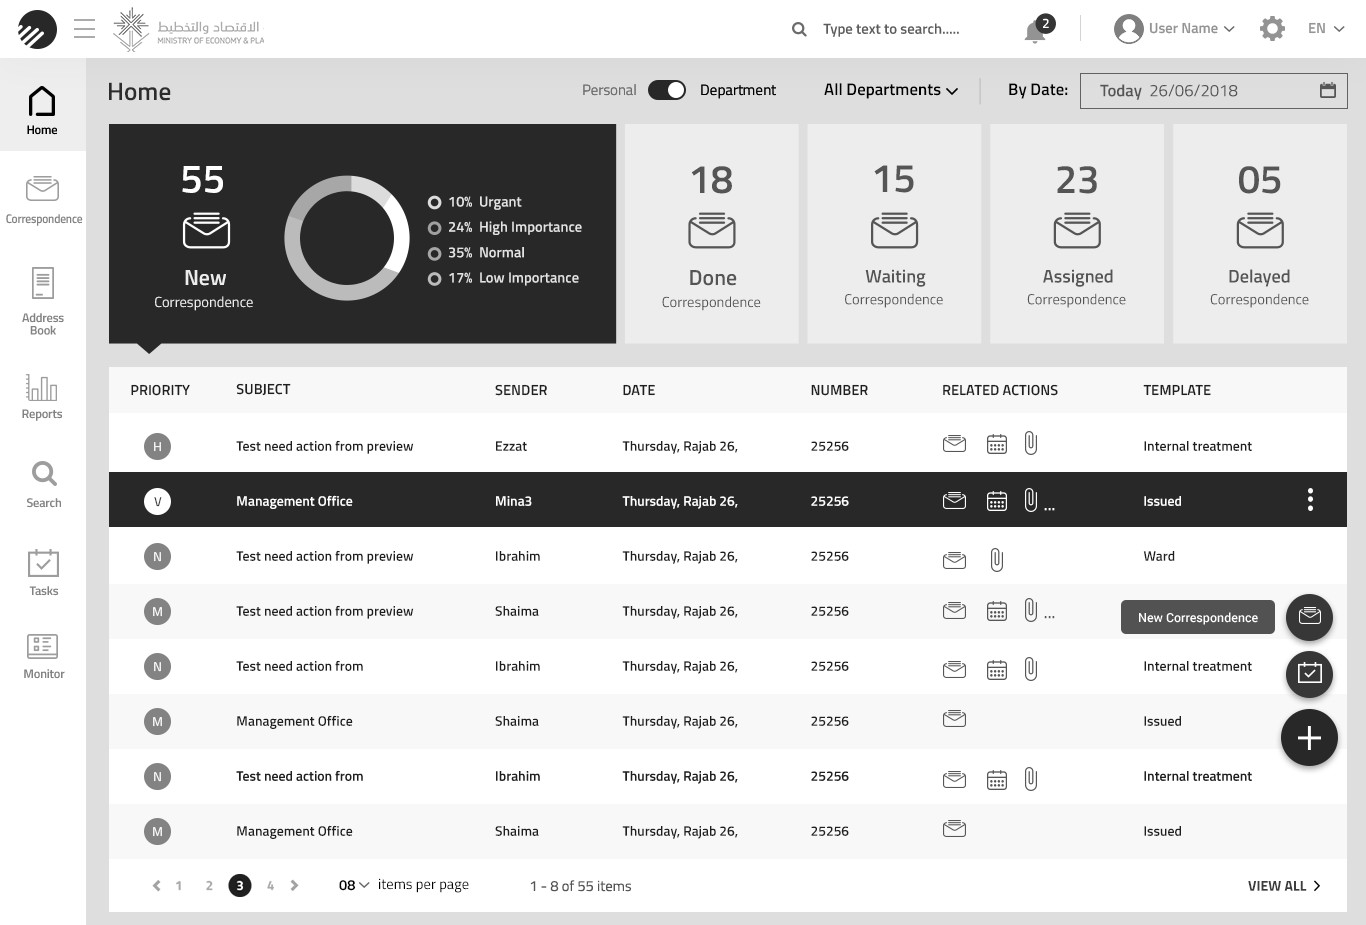 الاقتصاد والتخطيط
MINISTRY OF ECONOMY & PLA
Type text to search.....
2
User Name
EN
Home
Correspondence
Address
Book
Reports
Search
Tasks
Monitor
Home
Personal Department All Departments By Date: Today 26/06/2018
55
New
Correspondence
10% Urgant
24% High Importance
35% Normal
17% Low Importance
18
Done
Correspondence
15
Waiting
Correspondence
23
Assigned
Correspondence
05
Delayed
Correspondence
PRIORITY SUBJECT SENDER DATE NUMBER RELATED ACTIONS TEMPLATE
H Test need action from preview Ezzat Thursday, Rajab 26, 25256 Internal treatment
V Management Office Mina3 Thursday, Rajab 26, 25256 ... Issued
N Test need action from preview Ibrahim Thursday, Rajab 26, 25256 Ward
M Test need action from preview Shaima Thursday, Rajab 26, 25256 ... New Correspondence
N Test need action from Ibrahim Thursday, Rajab 26, 25256 Internal treatment
M Management Office Shaima Thursday, Rajab 26, 25256 Issued
N Test need action from Ibrahim Thursday, Rajab 26, 25256 Internal treatment
M Management Office Shaima Thursday, Rajab 26, 25256 Issued
1 2 3 4 08 items per page 1 - 8 of 55 items VIEW ALL